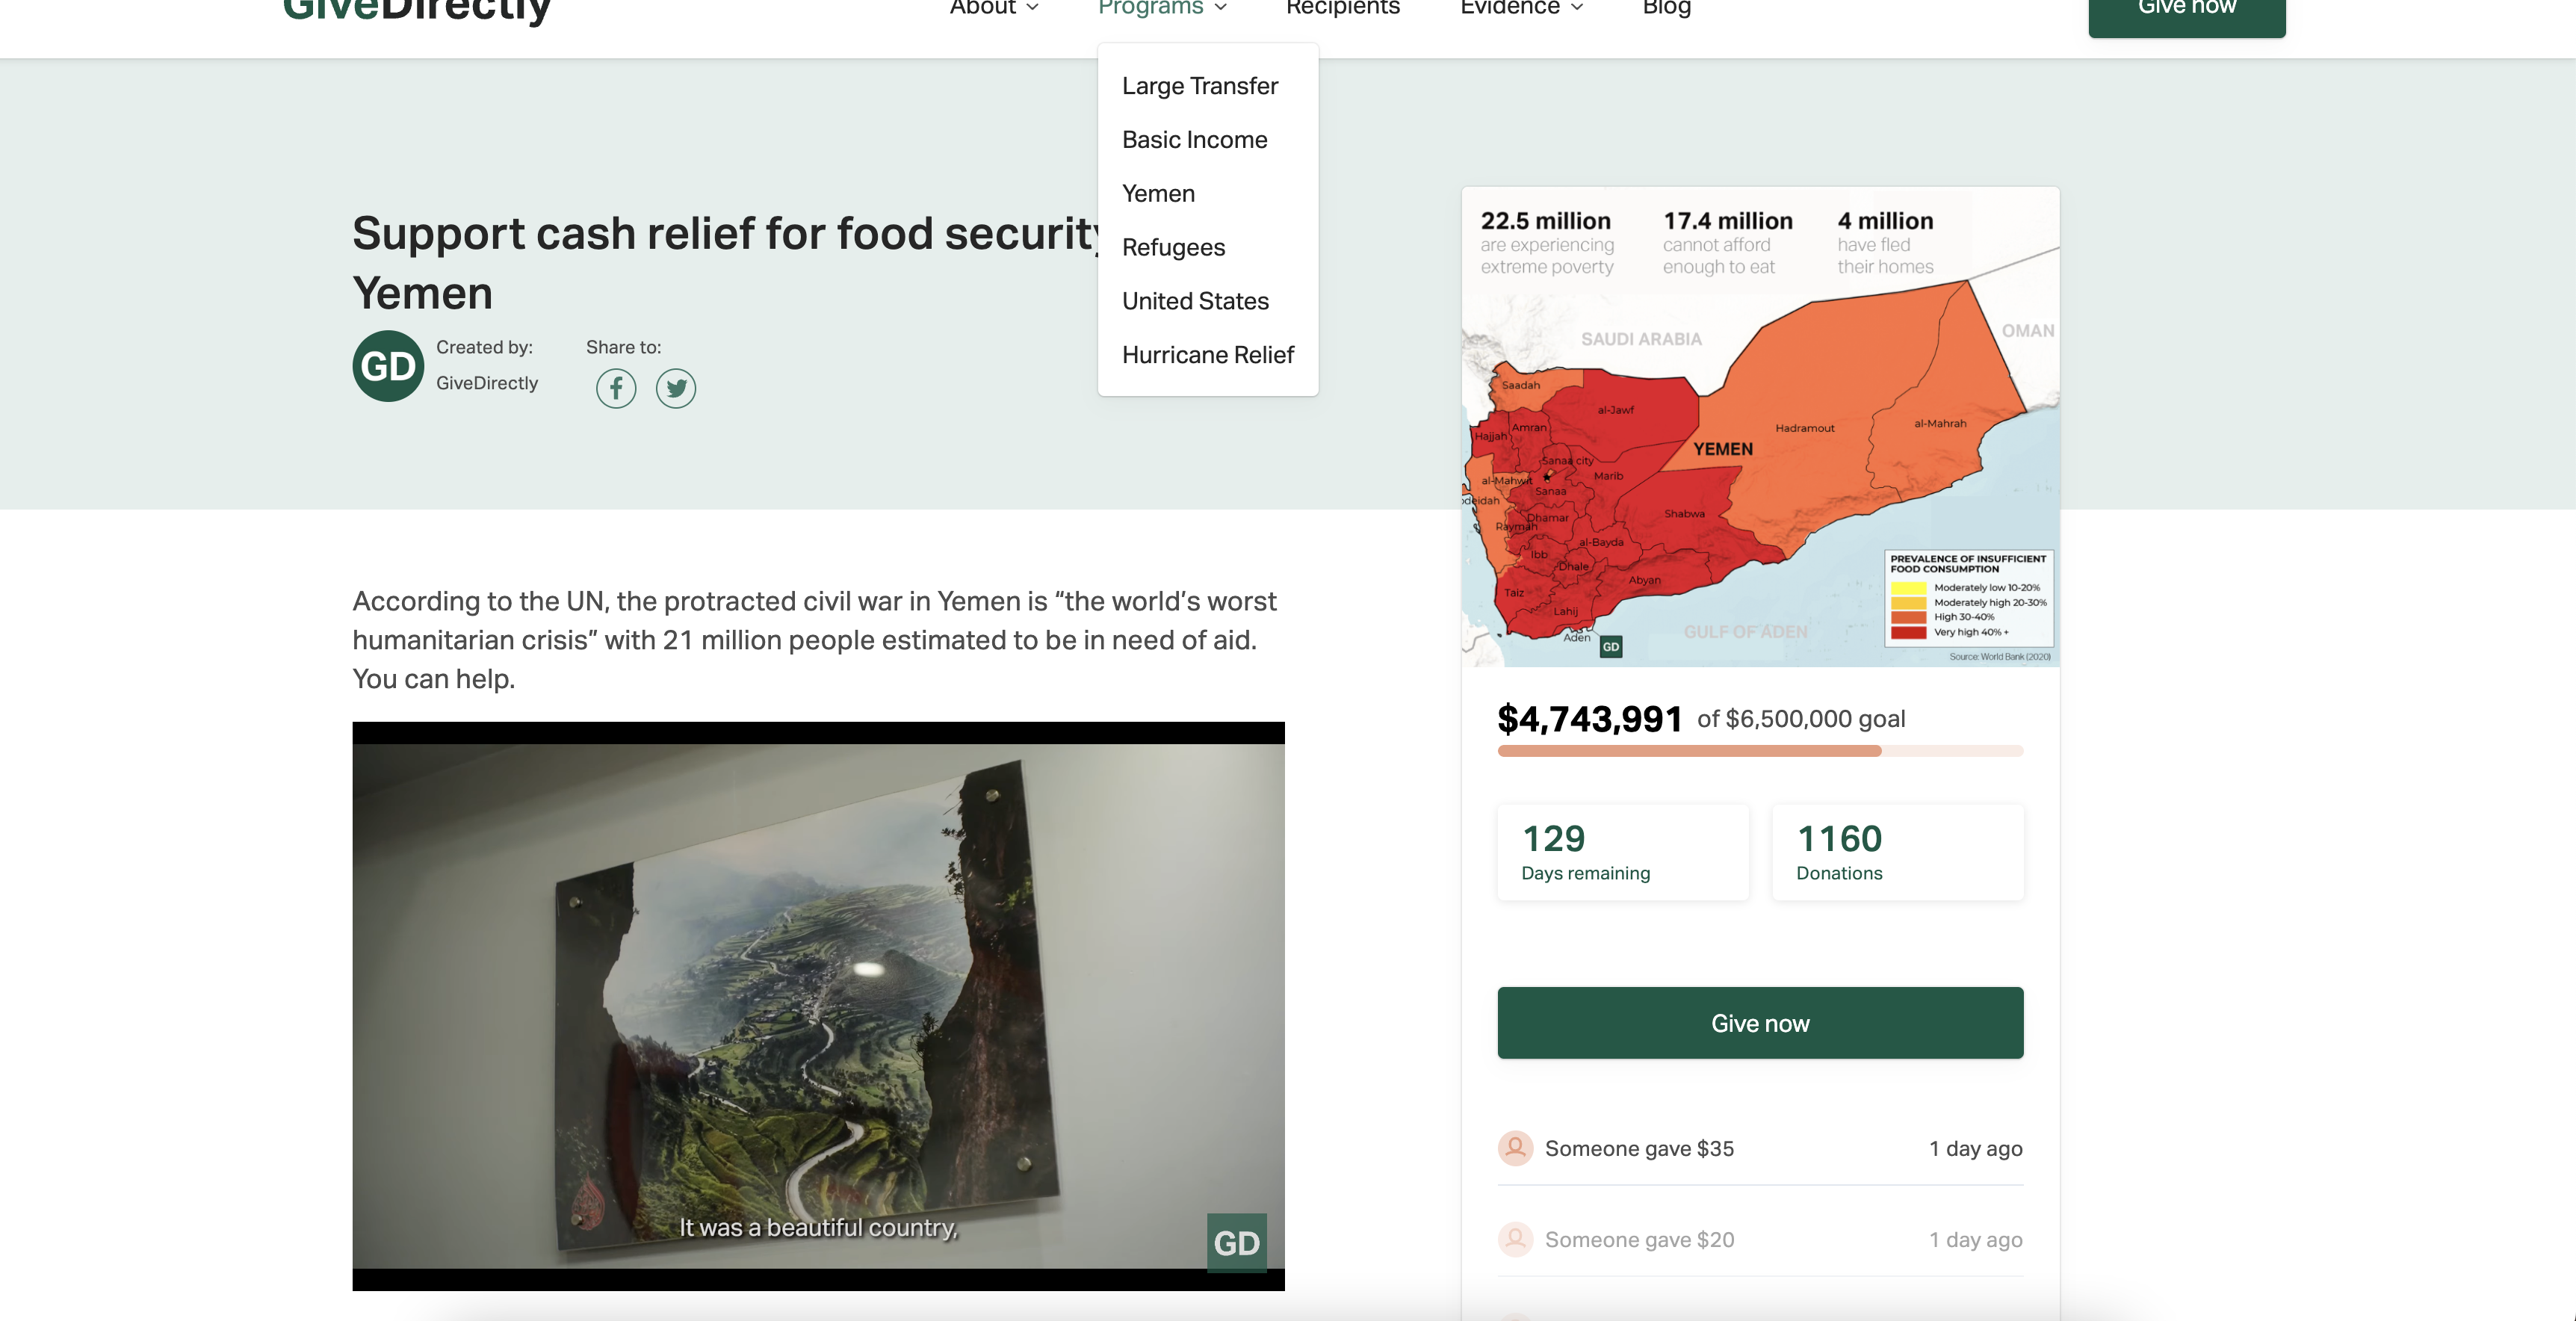 GiveDirectly
About
Programs
Recipients
Evidence
Blog
Give now
Large Transfer
Basic Income
Yemen
Refugees
United States
Hurricane Relief
Support cash relief for food security
Yemen
GD
Created by:
GiveDirectly
Share to:
According to the UN, the protracted civil war in Yemen is “the world’s worst
humanitarian crisis” with 21 million people estimated to be in need of aid.
You can help.
It was a beautiful country,
GD
22.5 million
are experiencing
extreme poverty
17.4 million
cannot afford
enough to eat
4 million
have fled
their homes
SAUDI ARABIA
OMAN
Saadah
al-Jawf
Hajjah
Amran
Hadramout
al-Mahrah
YEMEN
Sanaa city
Marib
al-Mahwit
Sanaa
odeidah
Dhamar
Raymah
Shabwa
al-Bayda
Ibb
Dhale
Abyan
Taiz
Lahij
Aden
GD
GULF OF ADEN
PREVALENCE OF INSUFFICIENT
FOOD CONSUMPTION
Moderately low 10-20%
Moderately high 20-30%
High 30-40%
Very high 40% +
Source: World Bank (2020)
$4,743,991 of $6,500,000 goal
129
Days remaining
1160
Donations
Give now
Someone gave $35
1 day ago
Someone gave $20
1 day ago